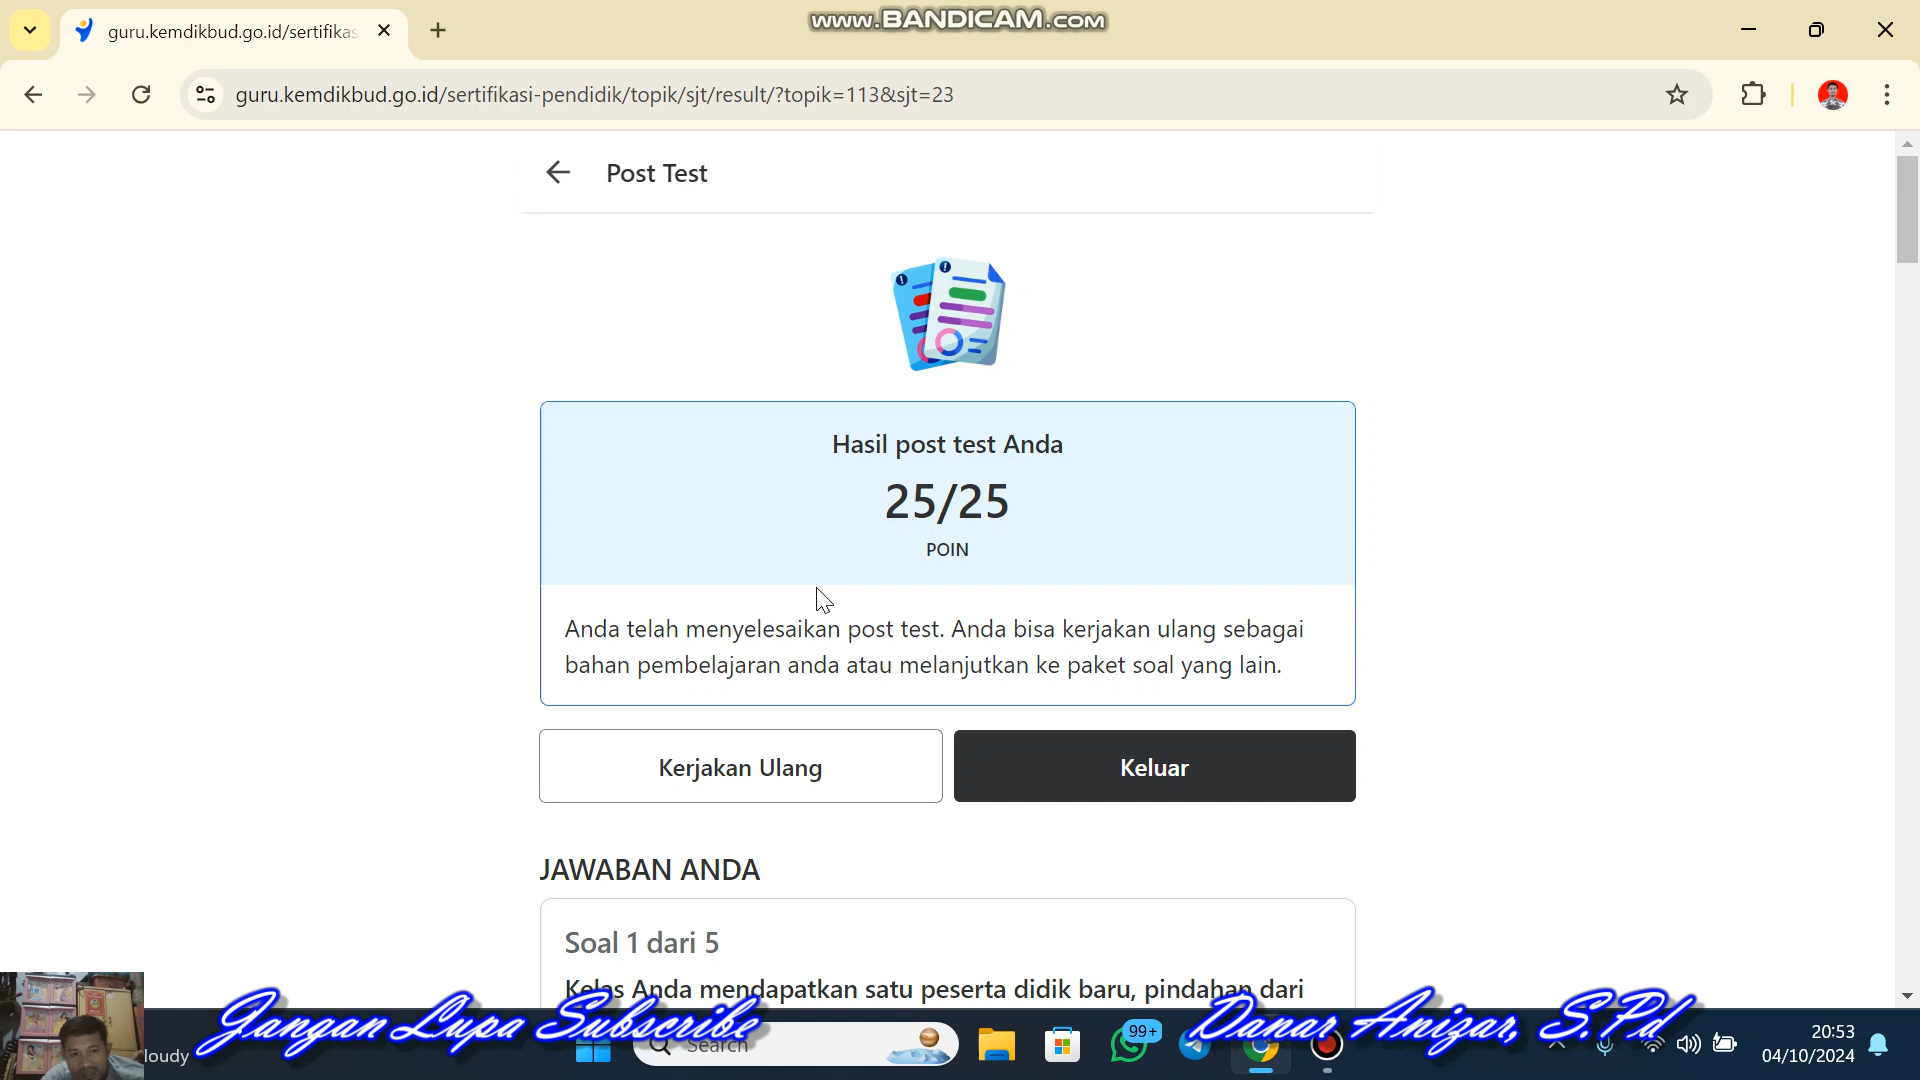 guru.kemdikbud.go.id/sertifikas
www.BANDICAM.com
guru.kemdikbud.go.id/sertifikasi-pendidik/topik/sjt/result/?topik=113&sjt=23
Post Test
Hasil post test Anda
25/25
POIN
Anda telah menyelesaikan post test. Anda bisa kerjakan ulang sebagai
bahan pembelajaran anda atau melanjutkan ke paket soal yang lain.
Kerjakan Ulang
Keluar
JAWABAN ANDA
Soal 1 dari 5
Kelas Anda mendapatkan satu peserta didik baru, pindahan dari
Jangan Lupa Subscribe
Danar Anizar, S.Pd
loudy
Search
99+
20:53
04/10/2024